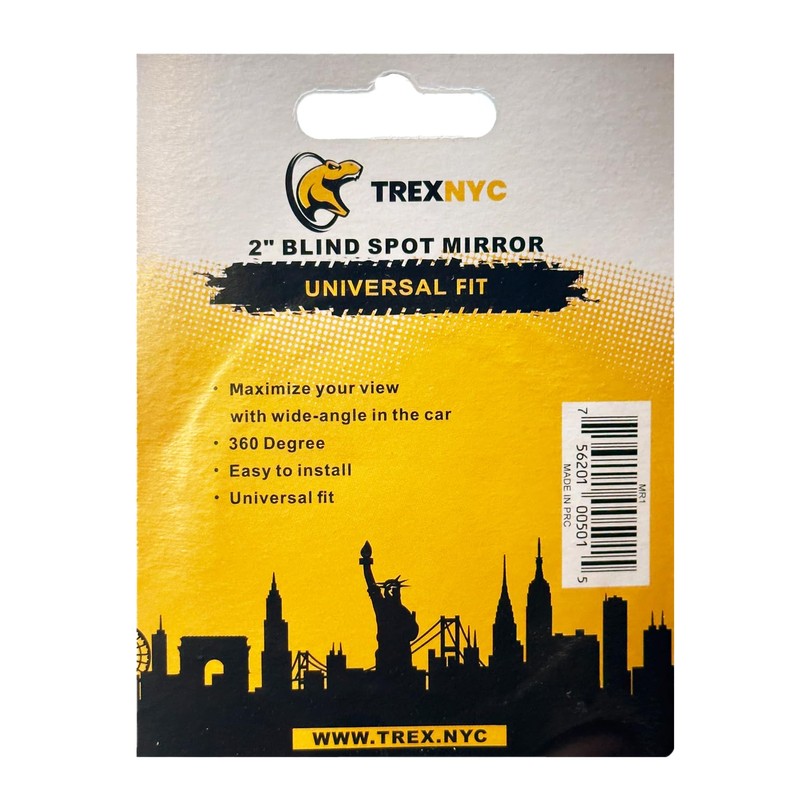 TREXNYC
2" BLIND SPOT MIRROR
UNIVERSAL FIT
• Maximize your view
with wide-angle in the car
• 360 Degree
• Easy to install
• Universal fit
MR1
7 56201 00501 5
MADE IN PRC
WWW.TREX.NYC